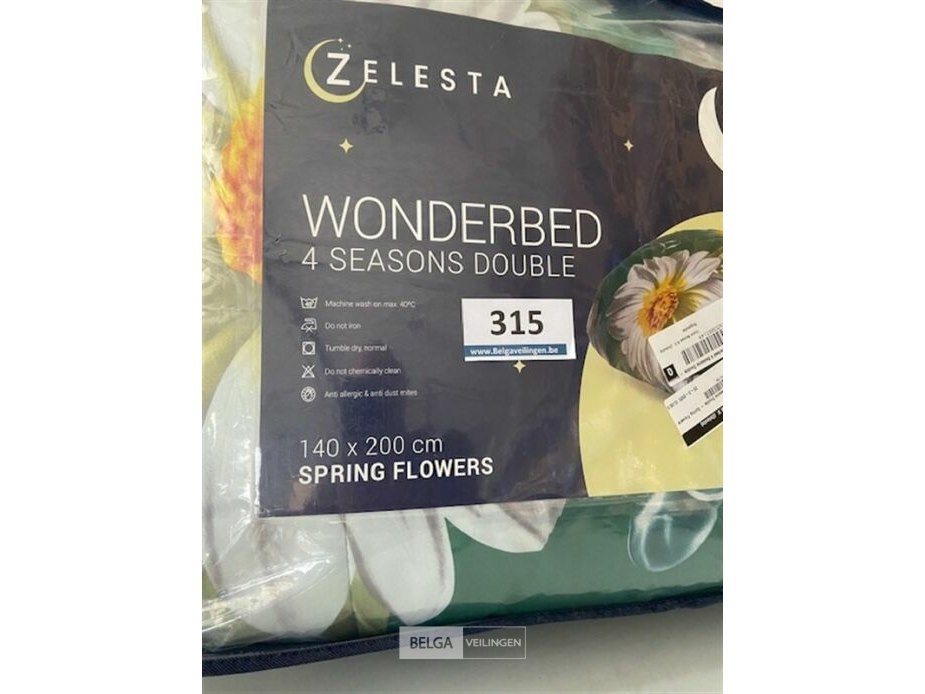 ZELESTA
WONDERBED
4 SEASONS DOUBLE
Machine wash on max 40°C
Do not iron
Tumble dry, normal
Do not chemically clean
Anti allergic & anti dust mites
315
www.Belgaveilingen.be
140 x 200 cm
SPRING FLOWERS
D
BELGA VEILINGEN